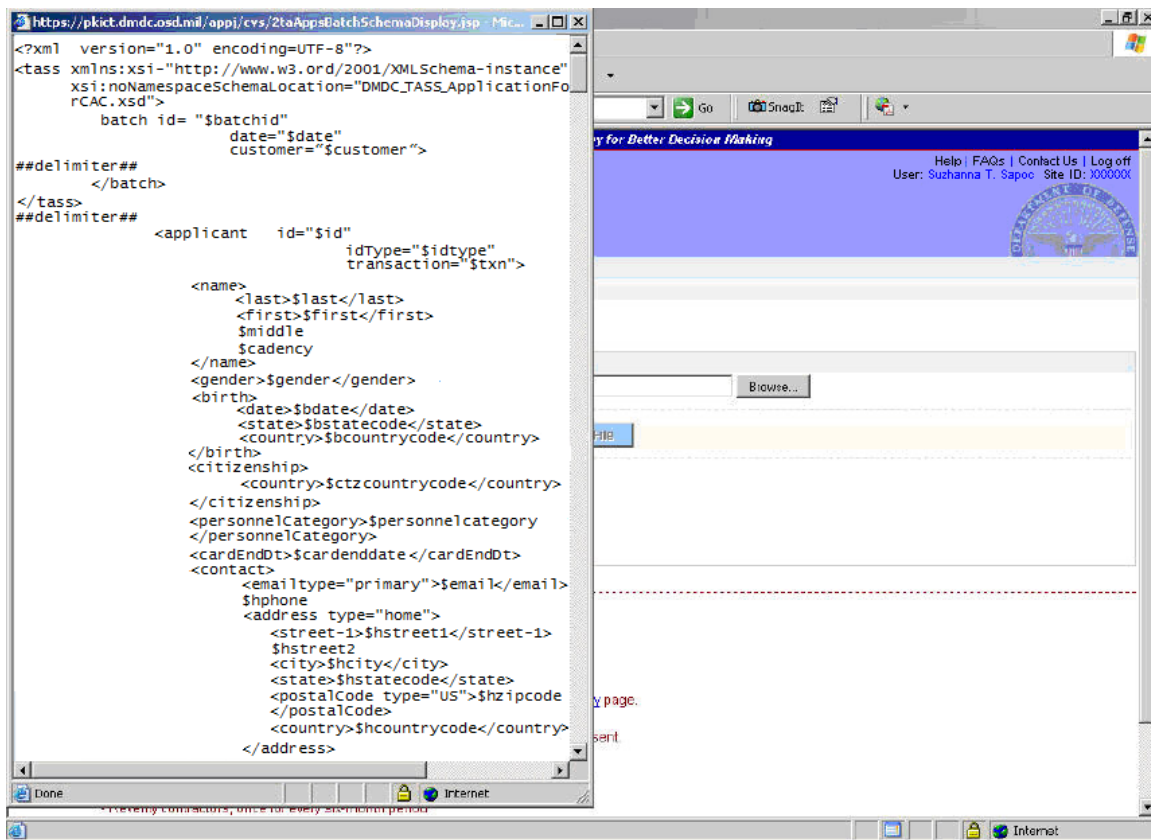 https://pkict.dmdc.osd.mil/appj/cvs/2taAppsBatchSchemaDisplay.jsp - Mic...
<?xml version="1.0" encoding=UTF-8"?>
<tass xmlns:xsi-"http://www.w3.ord/2001/XMLSchema-instance"
xsi:noNamespaceSchemaLocation="DMDC_TASS_ApplicationFo
rCAC.xsd">
batch id= "$batchid"
date="$date"
customer="$customer">
##delimiter##
</batch>
</tass>
##delimiter##
<applicant id="$id"
idType="$idtype"
transaction="$txn">
<name>
<last>$last</last>
<first>$first</first>
$middle
$cadency
</name>
<gender>$gender</gender>
<birth>
<date>$bdate</date>
<state>$bstatecode</state>
<country>$bcountrycode</country>
</birth>
<citizenship>
<country>$ctzcountrycode</country>
</citizenship>
<personnelCategory>$personnelcategory
</personnelCategory>
<cardEndDt>$cardenddate</cardEndDt>
<contact>
<emailtype="primary">$email</email>
$hphone
<address type="home">
<street-1>$hstreet1</street-1>
$hstreet2
<city>$hcity</city>
<state>$hstatecode</state>
<postalCode type="US">$hzipcode
</postalCode>
<country>$hcountrycode</country>
</address>
Done
Internet
Go SnagIt
y for Better Decision Making
Help | FAQs | Contact Us | Log off
User: Suzhanna T. Sapoc Site ID: XXXXXX
DEPARTMENT OF DEFENSE
Browse...
File
y page.
sent.
Internet